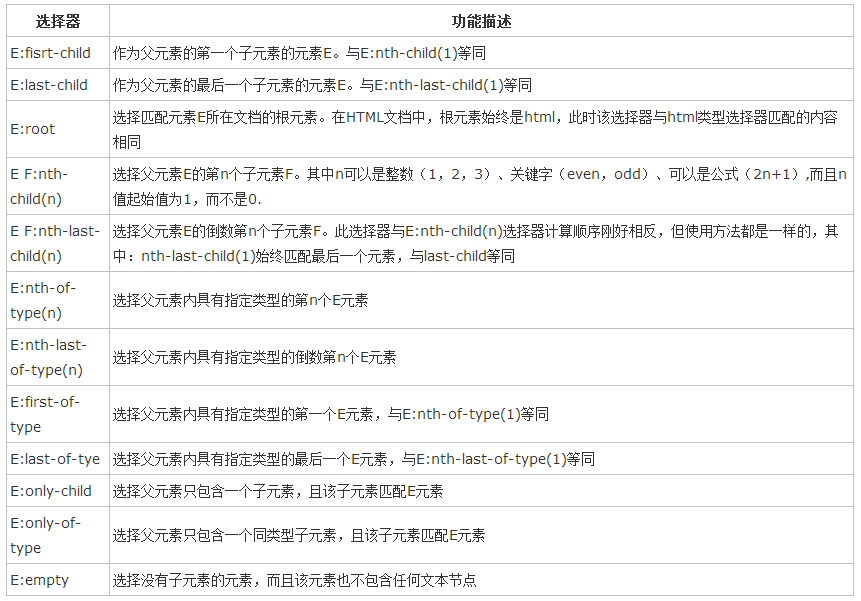 选择器 功能描述
E:fisrt-child 作为父元素的第一个子元素的元素E。与E:nth-child(1)等同
E:last-child 作为父元素的最后一个子元素的元素E。与E:nth-last-child(1)等同
E:root 选择匹配元素E所在文档的根元素。在HTML文档中，根元素始终是html，此时该选择器与html类型选择器匹配的内容
相同
E F:nth-
child(n)
选择父元素E的第n个子元素F。其中n可以是整数（1，2，3）、关键字（even，odd）、可以是公式（2n+1）,而且n
值起始值为1，而不是0.
E F:nth-last-
child(n)
选择父元素E的倒数第n个子元素F。此选择器与E:nth-child(n)选择器计算顺序刚好相反，但使用方法都是一样的，其
中：nth-last-child(1)始终匹配最后一个元素，与last-child等同
E:nth-of-
type(n)
选择父元素内具有指定类型的第n个E元素
E:nth-last-
of-type(n)
选择父元素内具有指定类型的倒数第n个E元素
E:first-of-
type
选择父元素内具有指定类型的第一个E元素，与E:nth-of-type(1)等同
E:last-of-tye 选择父元素内具有指定类型的最后一个E元素，与E:nth-last-of-type(1)等同
E:only-child 选择父元素只包含一个子元素，且该子元素匹配E元素
E:only-of-
type
选择父元素只包含一个同类型子元素，且该子元素匹配E元素
E:empty 选择没有子元素的元素，而且该元素也不包含任何文本节点